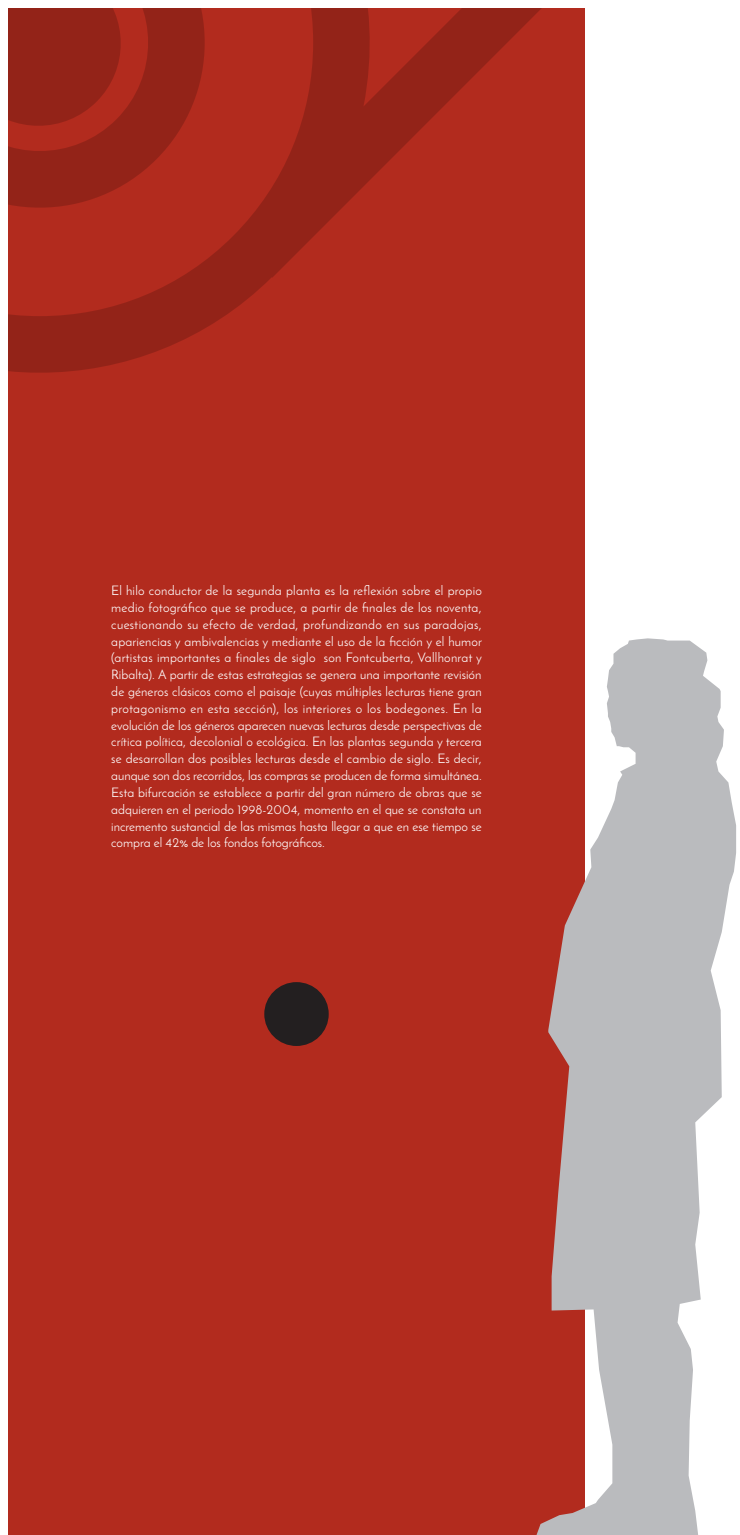 El hilo conductor de la segunda planta es la reflexión sobre el propio
medio fotográfico que se produce, a partir de finales de los noventa,
cuestionando su efecto de verdad, profundizando en sus paradojas,
apariencias y ambivalencias y mediante el uso de la ficción y el humor
(artistas importantes a finales de siglo  son Fontcuberta, Vallhonrat y
Ribalta). A partir de estas estrategias se genera una importante revisión
de géneros clásicos como el paisaje (cuyas múltiples lecturas tiene gran
protagonismo en esta sección), los interiores o los bodegones. En la
evolución de los géneros aparecen nuevas lecturas desde perspectivas de
crítica política, decolonial o ecológica. En las plantas segunda y tercera
se desarrollan dos posibles lecturas desde el cambio de siglo. Es decir,
aunque son dos recorridos, las compras se producen de forma simultánea.
Esta bifurcación se establece a partir del gran número de obras que se
adquieren en el periodo 1998-2004, momento en el que se constata un
incremento sustancial de las mismas hasta llegar a que en ese tiempo se
compra el 42% de los fondos fotográficos.